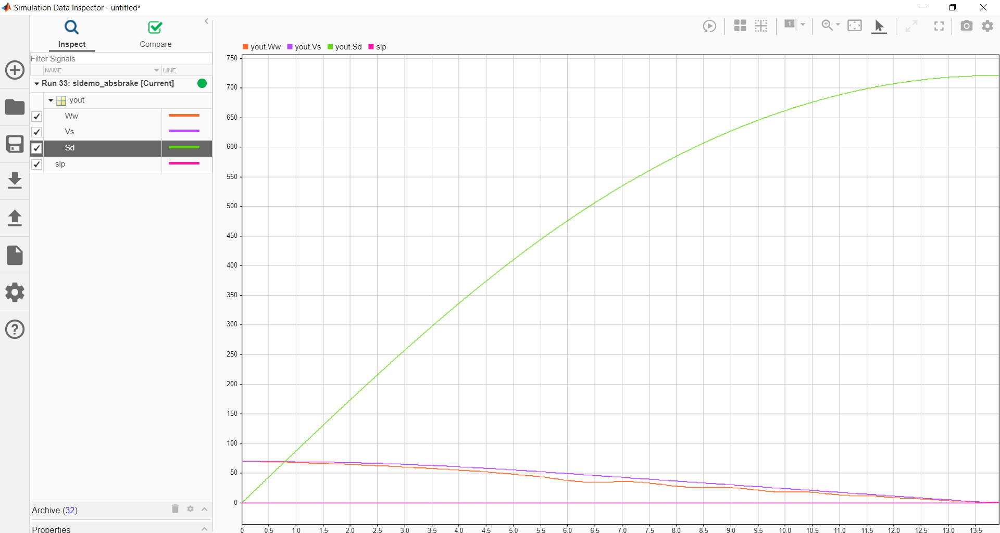 Simulation Data Inspector - untitled*
Inspect
Compare
Filter Signals
NAME
LINE
Run 33: sldemo_absbrake [Current]
yout
Ww
Vs
Sd
slp
Archive (32)
Properties
1
yout.Ww yout.Vs yout.Sd slp
750
700
650
600
550
500
450
400
350
300
250
200
150
100
50
0
0 0.5 1.0 1.5 2.0 2.5 3.0 3.5 4.0 4.5 5.0 5.5 6.0 6.5 7.0 7.5 8.0 8.5 9.0 9.5 10.0 10.5 11.0 11.5 12.0 12.5 13.0 13.5